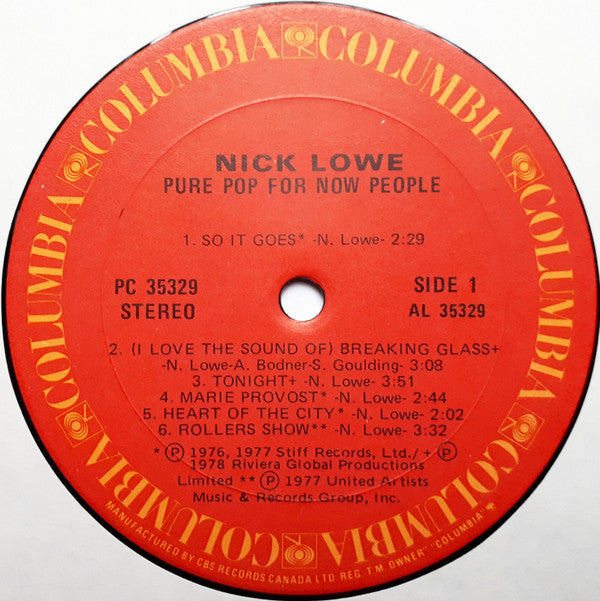 COLUMBIA COLUMBIA COLUMBIA COLUMBIA COLUMBIA COLUMBIA
NICK LOWE
PURE POP FOR NOW PEOPLE
1. SO IT GOES* -N. Lowe- 2:29
PC 35329
STEREO
SIDE 1
AL 35329
2. (I LOVE THE SOUND OF) BREAKING GLASS+
-N. Lowe-A. Bodner-S. Goulding- 3:08
3. TONIGHT+ -N. Lowe- 3:51
4. MARIE PROVOST* -N. Lowe- 2:44
5. HEART OF THE CITY* -N. Lowe- 2:02
6. ROLLERS SHOW** -N. Lowe- 3:32
* ℗ 1976, 1977 Stiff Records, Ltd./ + ℗
1978 Riviera Global Productions
Limited ** ℗ 1977 United Artists
Music & Records Group, Inc.
MANUFACTURED BY CBS RECORDS CANADA LTD REG. T.M. OWNER "COLUMBIA"